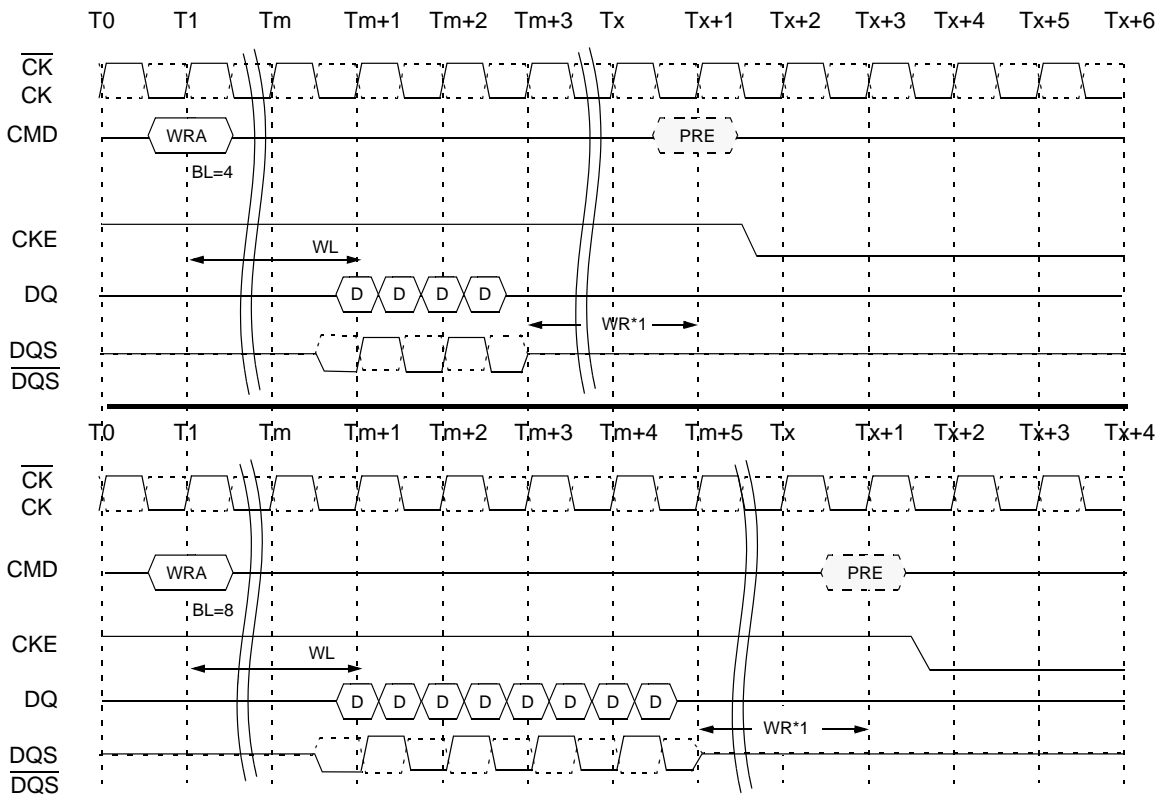 T0 T1 Tm Tm+1 Tm+2 Tm+3 Tx Tx+1 Tx+2 Tx+3 Tx+4 Tx+5 Tx+6
CK
CK
CMD WRA PRE
BL=4
CKE
WL
DQ D D D D
WR*1
DQS
DQS
T0 T1 Tm Tm+1 Tm+2 Tm+3 Tm+4 Tm+5 Tx Tx+1 Tx+2 Tx+3 Tx+4
CK
CK
CMD WRA PRE
BL=8
CKE
WL
DQ D D D D D D D D
WR*1
DQS
DQS